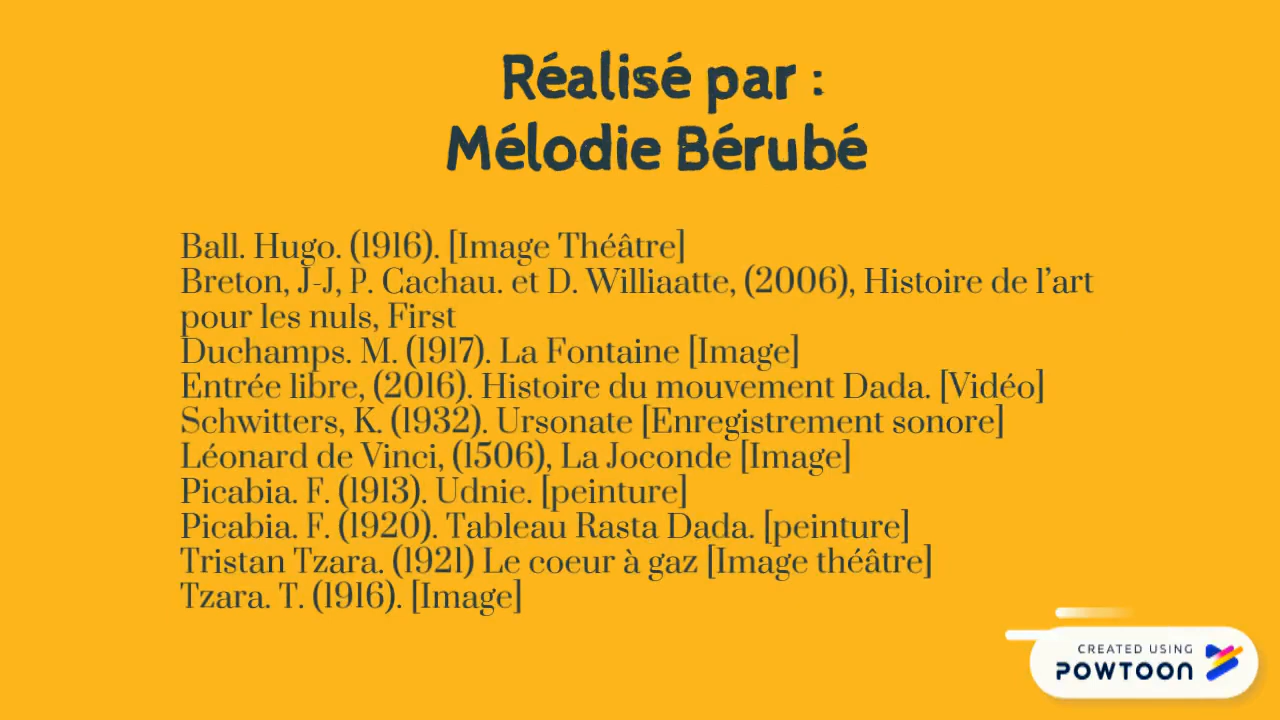 Réalisé par :
Mélodie Bérubé
Ball. Hugo. (1916). [Image Théâtre]
Breton, J-J, P. Cachau. et D. Williaatte, (2006), Histoire de l’art
pour les nuls, First
Duchamps. M. (1917). La Fontaine [Image]
Entrée libre, (2016). Histoire du mouvement Dada. [Vidéo]
Schwitters, K. (1932). Ursonate [Enregistrement sonore]
Léonard de Vinci, (1506), La Joconde [Image]
Picabia. F. (1913). Udnie. [peinture]
Picabia. F. (1920). Tableau Rasta Dada. [peinture]
Tristan Tzara. (1921) Le coeur à gaz [Image théâtre]
Tzara. T. (1916). [Image]
CREATED USING
POWTOON